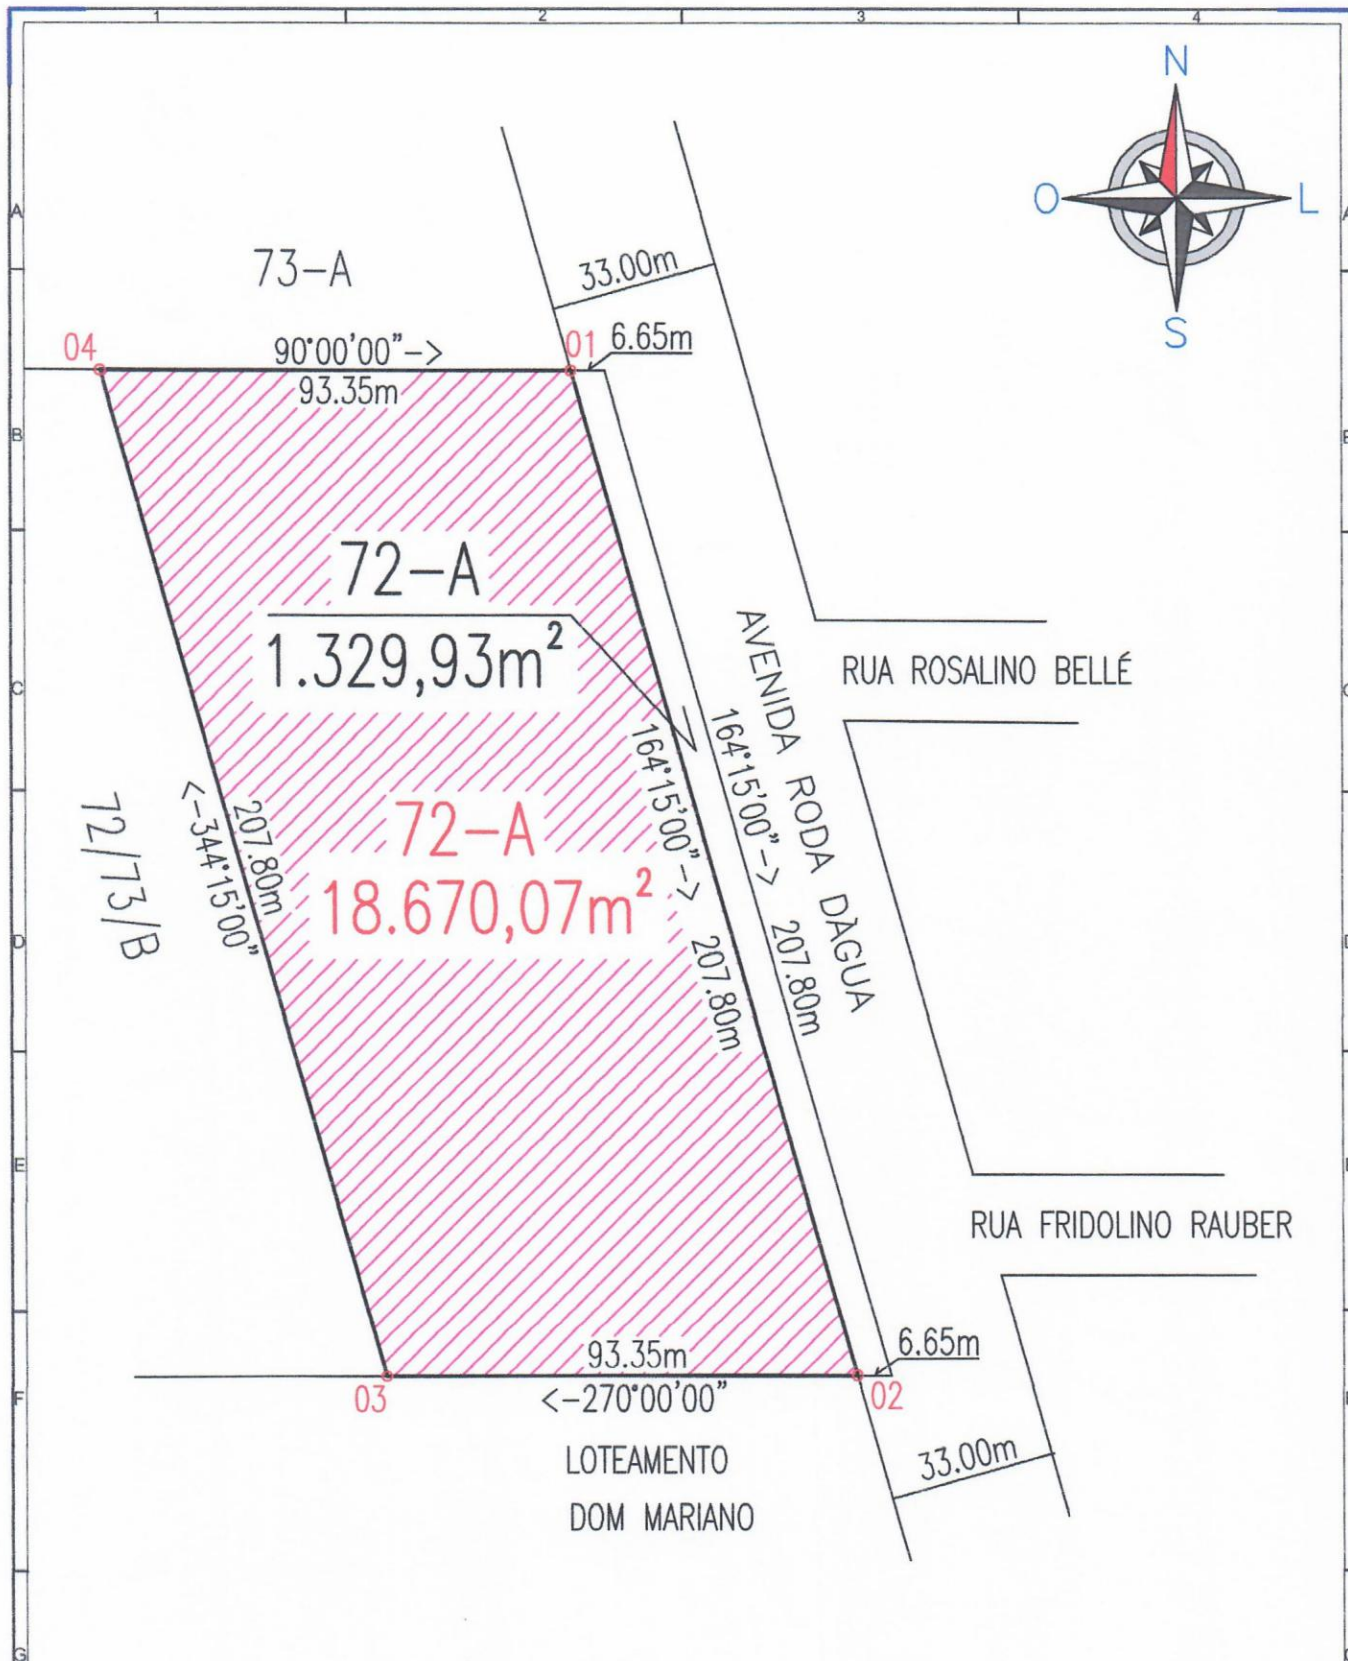 1 2 3 4
N
O L
S
A
A
73-A
33.00m
04
90°00'00"->
01
6.65m
93.35m
B
72-A
1.329,93m²
AVENIDA RODA DÀGUA
RUA ROSALINO BELLÉ
C
164°15'00"-> 207.80m
164°15'00"-> 207.80m
72/73/B
207.80m
<-344°15'00"
72-A
18.670,07m²
D
E
RUA FRIDOLINO RAUBER
93.35m
6.65m
F
03
<-270°00'00"
02
LOTEAMENTO
DOM MARIANO
33.00m
G